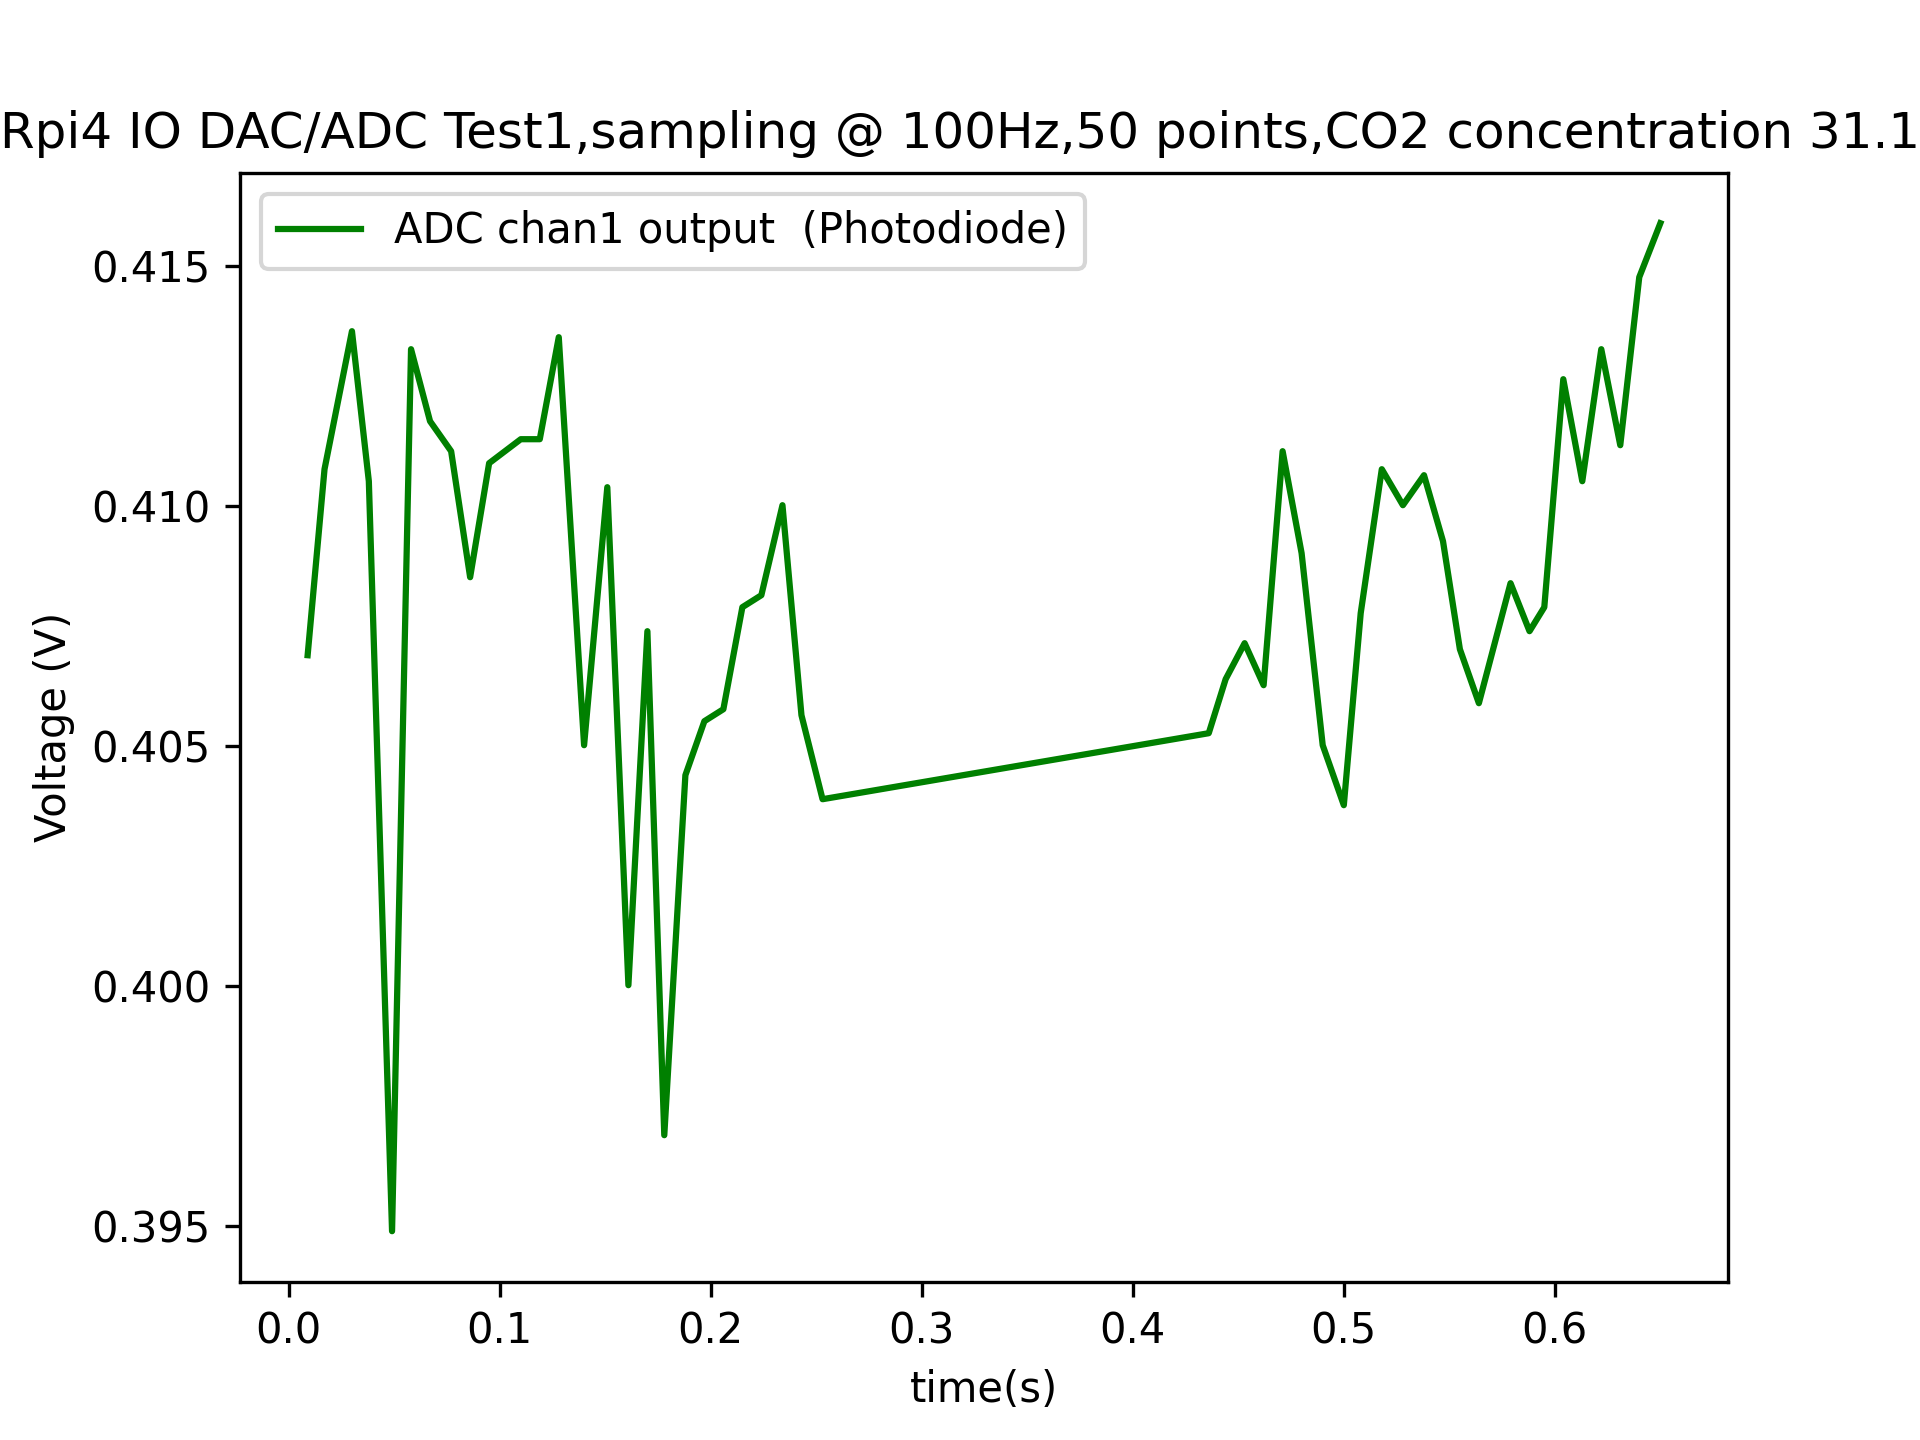 Rpi4 IO DAC/ADC Test1,sampling @ 100Hz,50 points,CO2 concentration 31.1
ADC chan1 output  (Photodiode)
0.415
0.410
0.405
0.400
0.395
Voltage (V)
0.0 0.1 0.2 0.3 0.4 0.5 0.6
time(s)